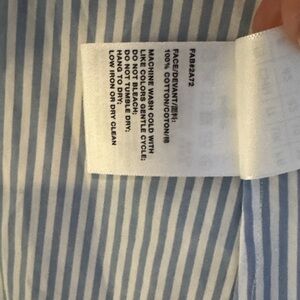 FAB#2A72
FACE/DEVANT/面料:
100% COTTON/COTON/棉
MACHINE WASH COLD WITH
LIKE COLORS GENTLE CYCLE;
DO NOT BLEACH;
DO NOT TUMBLE DRY;
HANG TO DRY;
LOW IRON OR DRY CLEAN